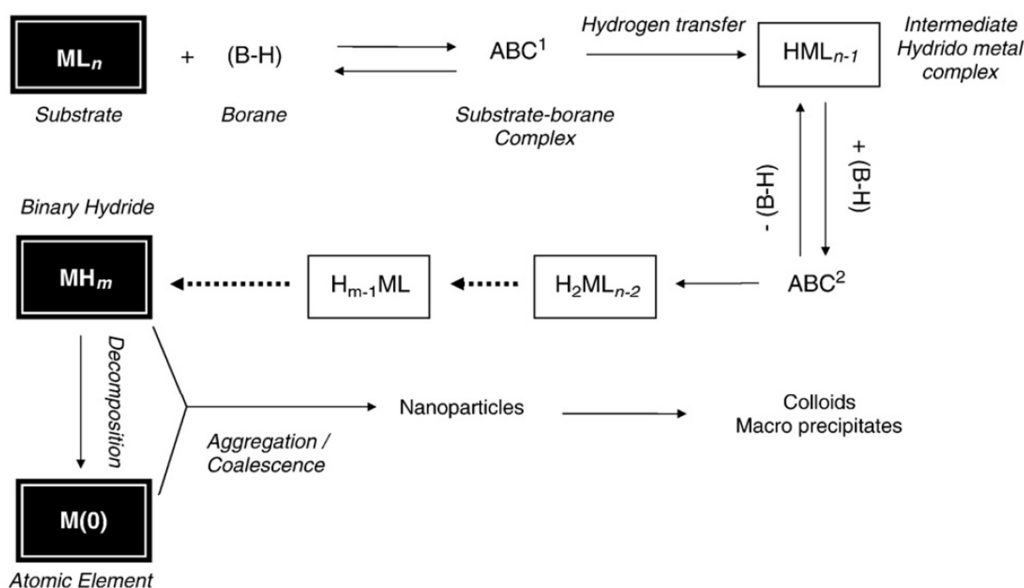 MLn + (B-H) ABC¹ Hydrogen transfer HMLn-1
Intermediate
Hydrido metal
complex
Substrate Borane Substrate-borane
Complex
- (B-H) + (B-H)
Binary Hydride
MHm Hm-1ML H2MLn-2 ABC²
Decomposition
Nanoparticles Colloids
Macro precipitates
Aggregation /
Coalescence
M(0)
Atomic Element